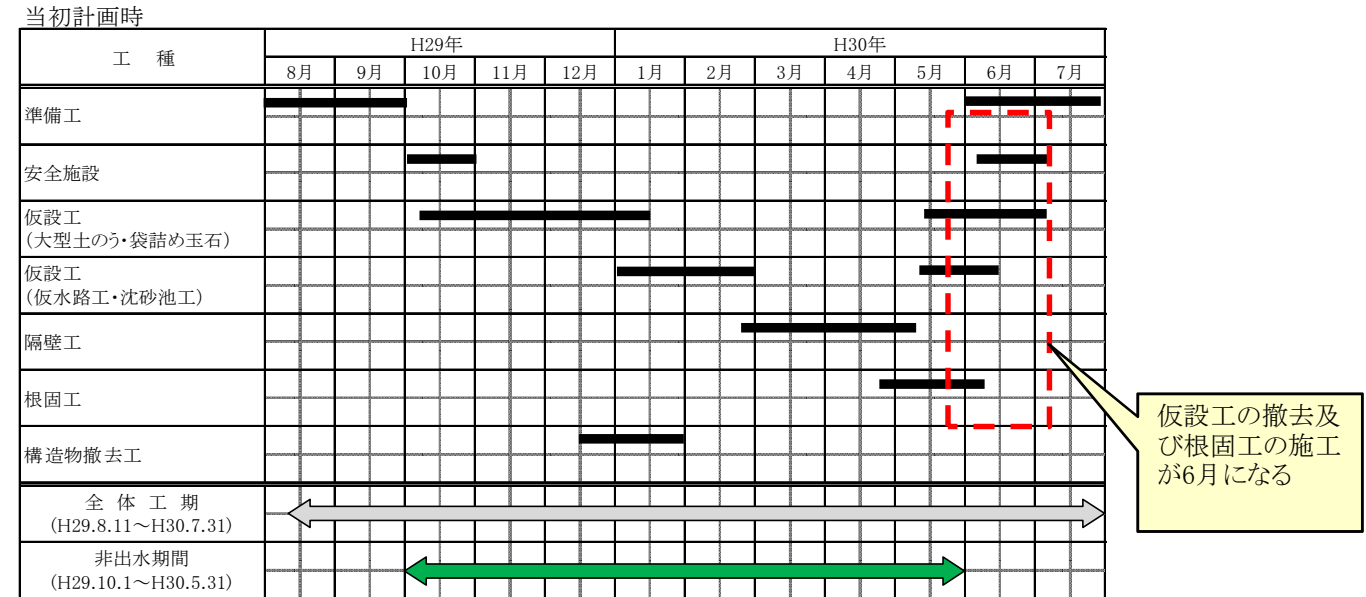 当初計画時
工 種
H29年
H30年
8月 9月 10月 11月 12月 1月 2月 3月 4月 5月 6月 7月
準備工
安全施設
仮設工
(大型土のう・袋詰め玉石)
仮設工
(仮水路工・沈砂池工)
隔壁工
根固工
構造物撤去工
全 体 工 期
(H29.8.11～H30.7.31)
非出水期間
(H29.10.1～H30.5.31)
仮設工の撤去及
び根固工の施工
が6月になる